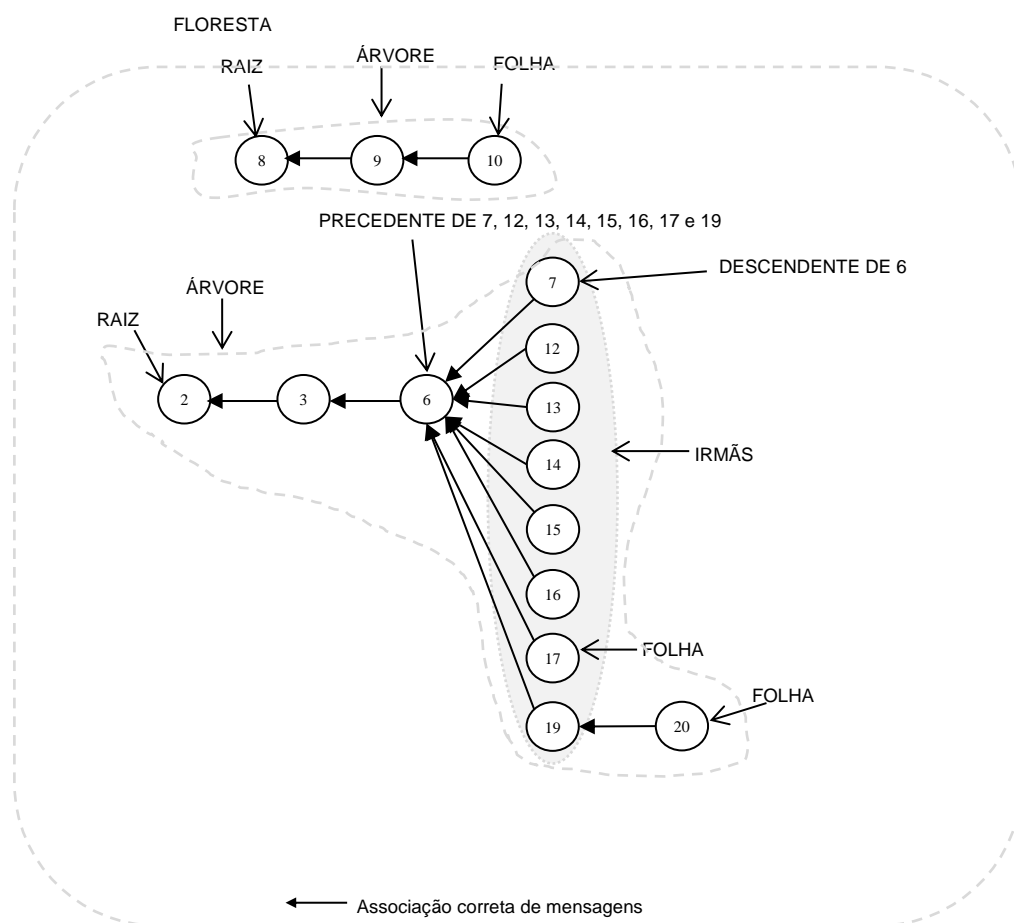 FLORESTA
RAIZ
ÁRVORE
FOLHA
8
9
10
PRECEDENTE DE 7, 12, 13, 14, 15, 16, 17 e 19
7
DESCENDENTE DE 6
ÁRVORE
RAIZ
12
2
3
6
13
14
IRMÃS
15
16
17
FOLHA
FOLHA
19
20
Associação correta de mensagens